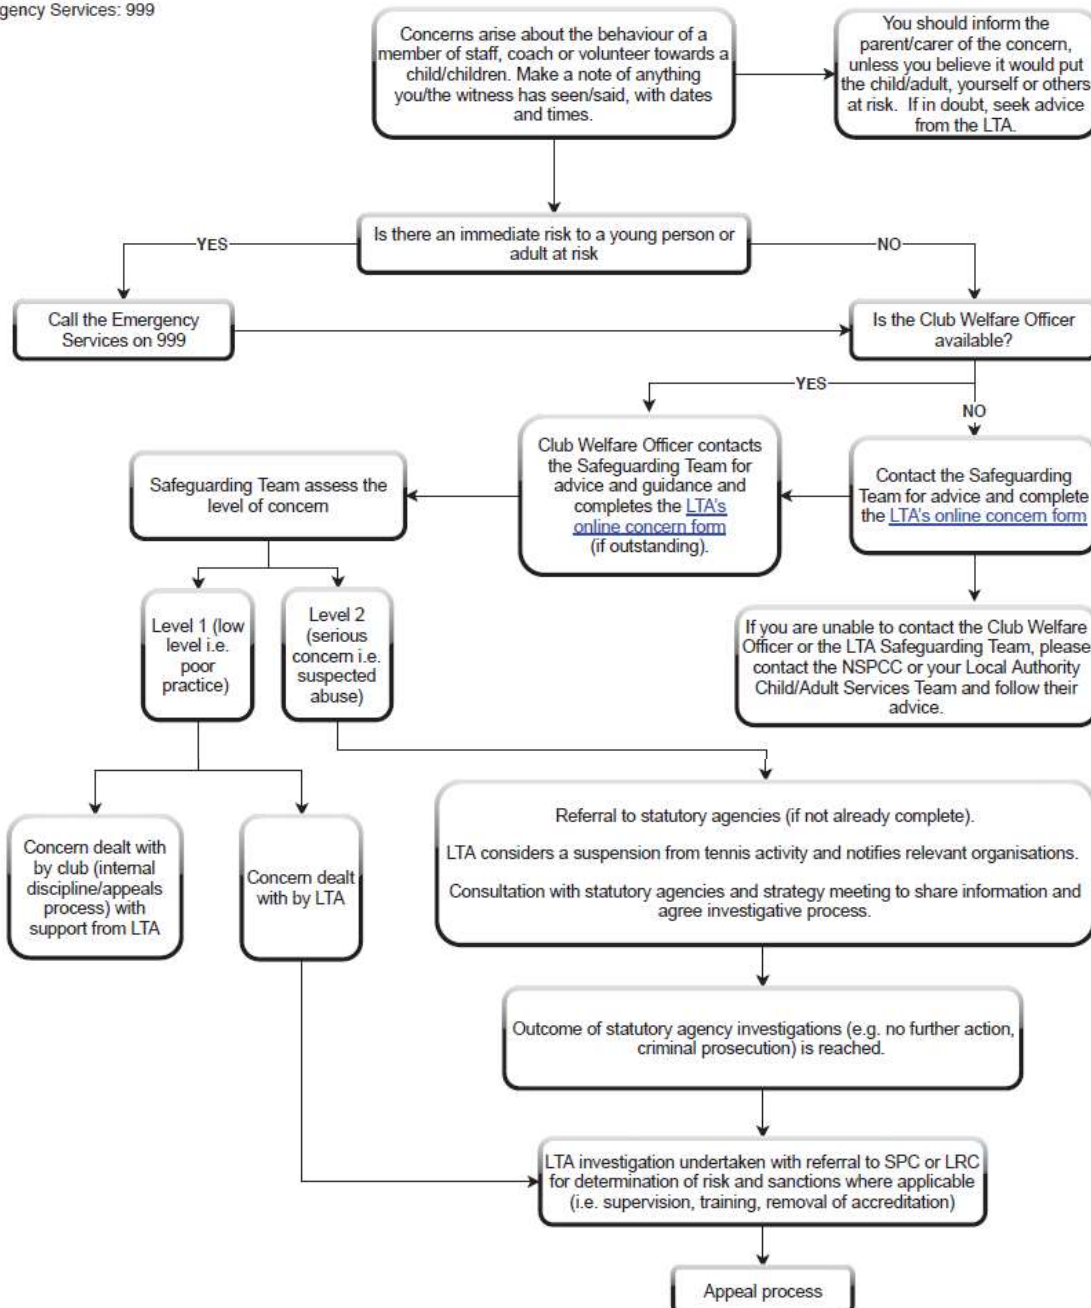 gency Services: 999
Concerns arise about the behaviour of a
member of staff, coach or volunteer towards a
child/children. Make a note of anything
you/the witness has seen/said, with dates
and times.
You should inform the
parent/carer of the concern,
unless you believe it would put
the child/adult, yourself or others
at risk.  If in doubt, seek advice
from the LTA.
Is there an immediate risk to a young person or
adult at risk
YES
NO
Call the Emergency
Services on 999
Is the Club Welfare Officer
available?
YES
NO
Club Welfare Officer contacts
the Safeguarding Team for
advice and guidance and
completes the LTA's
online concern form
(if outstanding).
Contact the Safeguarding
Team for advice and complete
the LTA's online concern form
Safeguarding Team assess the
level of concern
Level 1 (low
level i.e.
poor
practice)
Level 2
(serious
concern i.e.
suspected
abuse)
If you are unable to contact the Club Welfare
Officer or the LTA Safeguarding Team, please
contact the NSPCC or your Local Authority
Child/Adult Services Team and follow their
advice.
Concern dealt with
by club (internal
discipline/appeals
process) with
support from LTA
Concern dealt
with by LTA
Referral to statutory agencies (if not already complete).
LTA considers a suspension from tennis activity and notifies relevant organisations.
Consultation with statutory agencies and strategy meeting to share information and
agree investigative process.
Outcome of statutory agency investigations (e.g. no further action,
criminal prosecution) is reached.
LTA investigation undertaken with referral to SPC or LRC
for determination of risk and sanctions where applicable
(i.e. supervision, training, removal of accreditation)
Appeal process